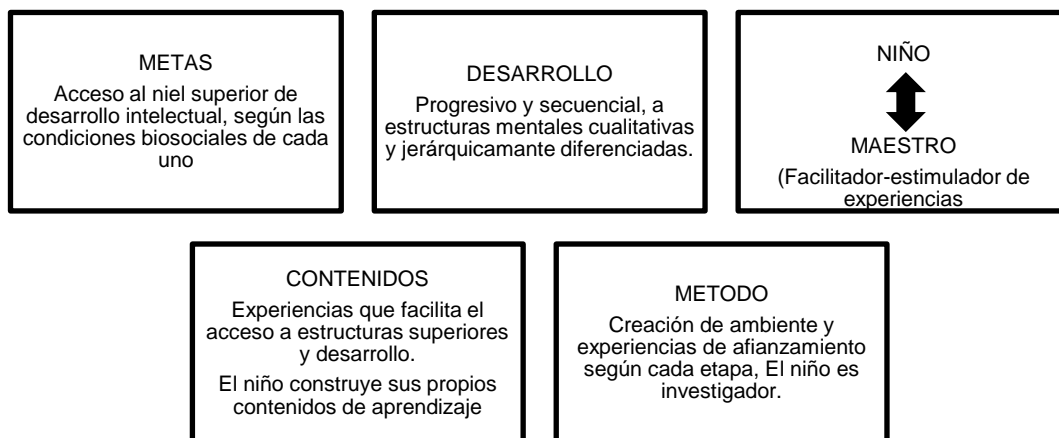 METAS
Acceso al niel superior de
desarrollo intelectual, según las
condiciones biosociales de cada
uno
DESARROLLO
Progresivo y secuencial, a
estructuras mentales cualitativas
y jerárquicamante diferenciadas.
NIÑO
MAESTRO
(Facilitador-estimulador de
experiencias
CONTENIDOS
Experiencias que facilita el
acceso a estructuras superiores
y desarrollo.
El niño construye sus propios
contenidos de aprendizaje
METODO
Creación de ambiente y
experiencias de afianzamiento
según cada etapa, El niño es
investigador.